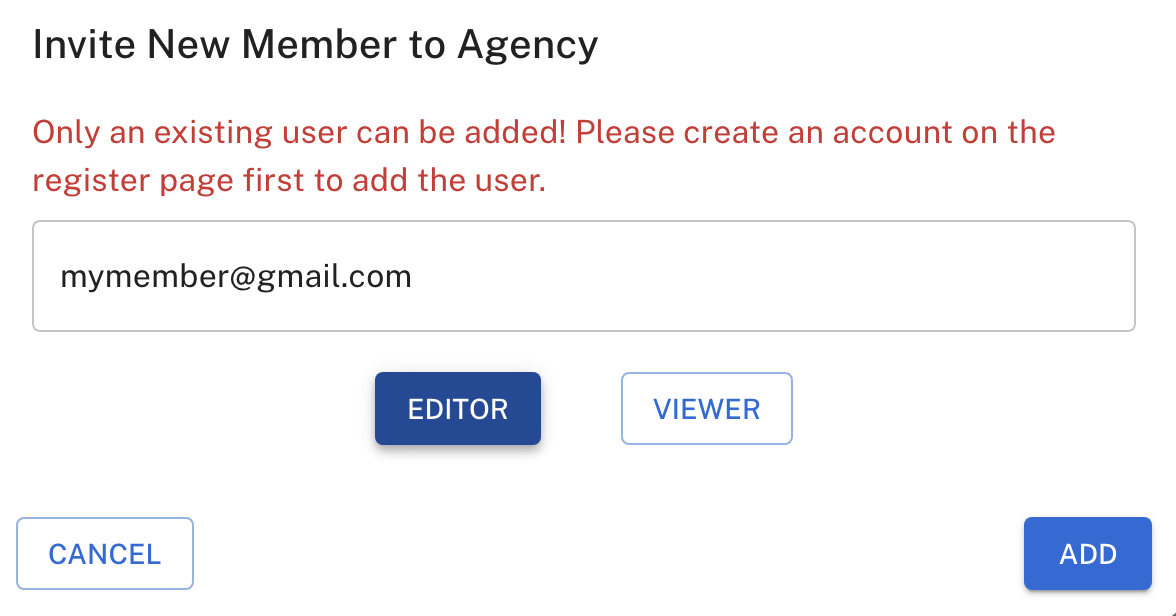 Invite New Member to Agency
Only an existing user can be added! Please create an account on the
register page first to add the user.
mymember@gmail.com
EDITOR
VIEWER
CANCEL
ADD